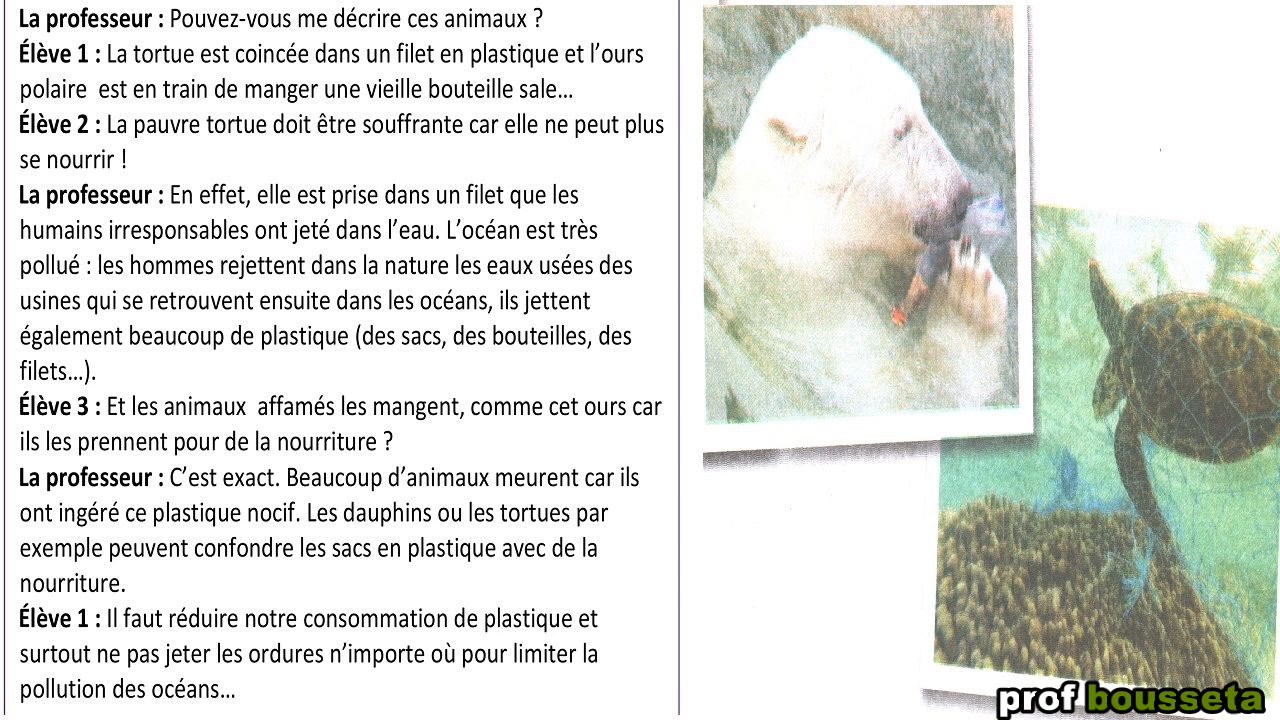 La professeur : Pouvez-vous me décrire ces animaux ?
Élève 1 : La tortue est coincée dans un filet en plastique et l’ours
polaire  est en train de manger une vieille bouteille sale…
Élève 2 : La pauvre tortue doit être souffrante car elle ne peut plus
se nourrir !
La professeur : En effet, elle est prise dans un filet que les
humains irresponsables ont jeté dans l’eau. L’océan est très
pollué : les hommes rejettent dans la nature les eaux usées des
usines qui se retrouvent ensuite dans les océans, ils jettent
également beaucoup de plastique (des sacs, des bouteilles, des
filets…).
Élève 3 : Et les animaux  affamés les mangent, comme cet ours car
ils les prennent pour de la nourriture ?
La professeur : C’est exact. Beaucoup d’animaux meurent car ils
ont ingéré ce plastique nocif. Les dauphins ou les tortues par
exemple peuvent confondre les sacs en plastique avec de la
nourriture.
Élève 1 : Il faut réduire notre consommation de plastique et
surtout ne pas jeter les ordures n’importe où pour limiter la
pollution des océans…
prof bousseta